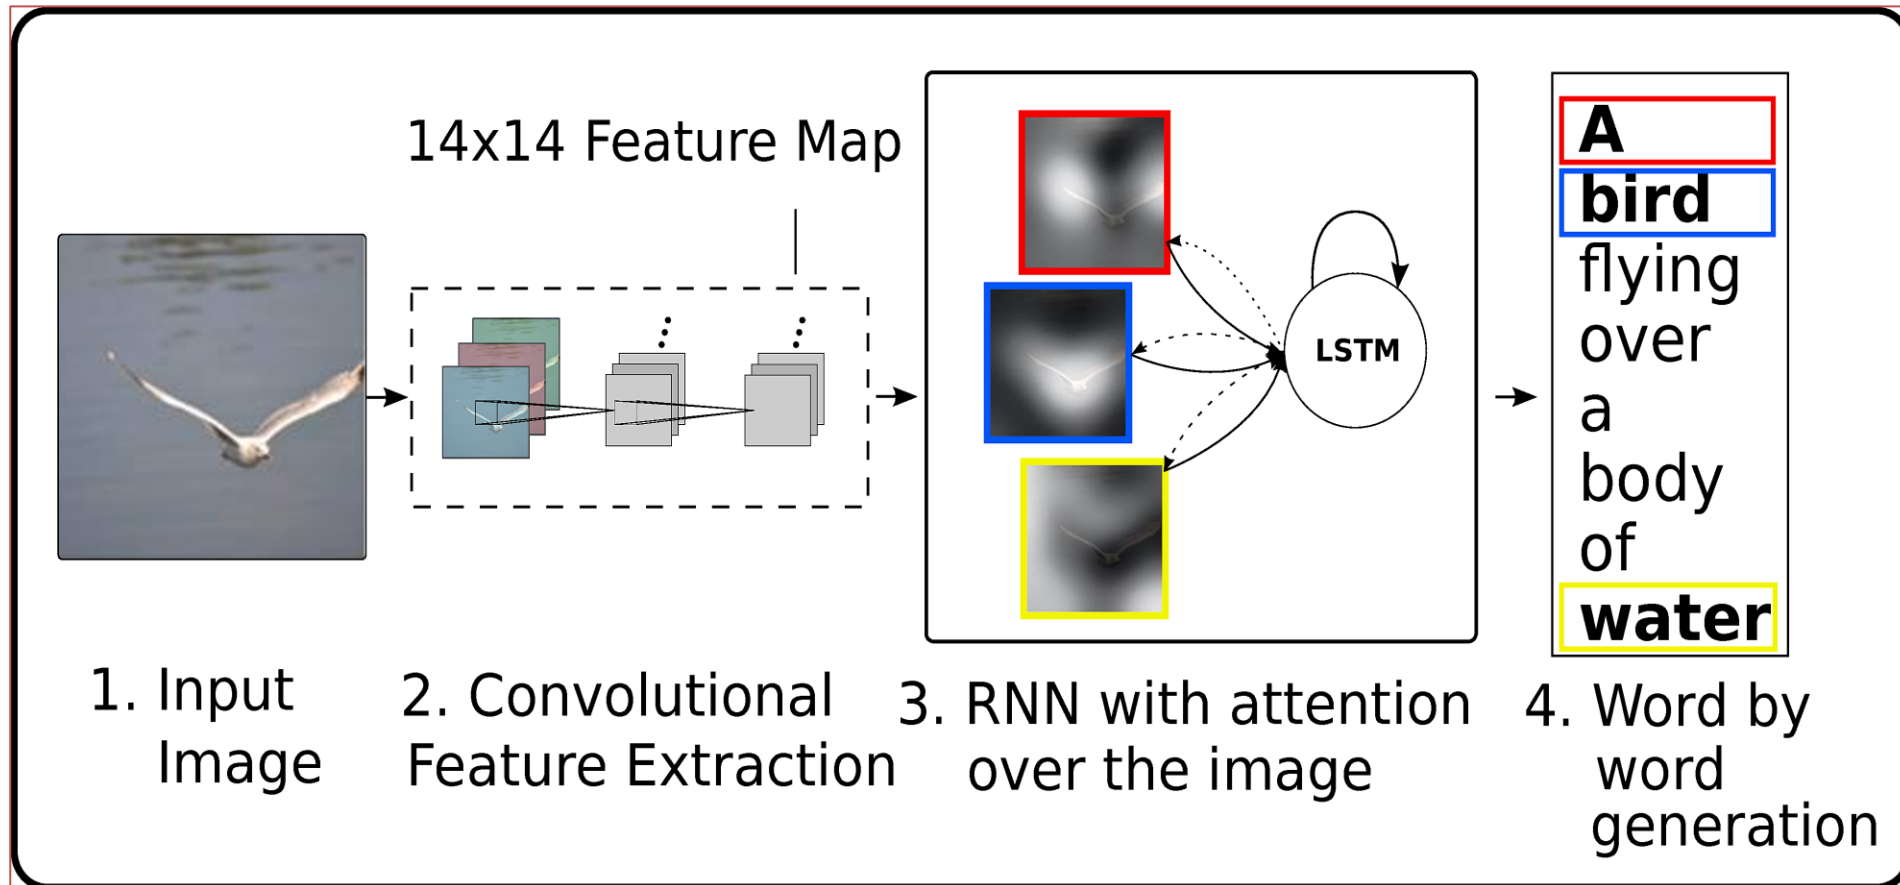 14x14 Feature Map
LSTM
A
bird
flying
over
a
body
of
water
1. Input
Image
2. Convolutional
Feature Extraction
3. RNN with attention
over the image
4. Word by
word
generation